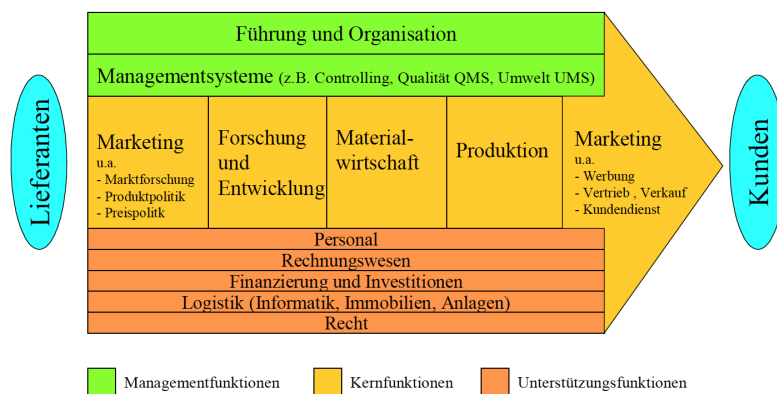 Führung und Organisation
Managementsysteme (z.B. Controlling, Qualität QMS, Umwelt UMS)
Lieferanten
Marketing
u.a.
- Marktforschung
- Produktpolitik
- Preispolitk
Forschung
und
Entwicklung
Material-
wirtschaft
Produktion
Marketing
u.a.
- Werbung
- Vertrieb , Verkauf
- Kundendienst
Kunden
Personal
Rechnungswesen
Finanzierung und Investitionen
Logistik (Informatik, Immobilien, Anlagen)
Recht
Managementfunktionen
Kernfunktionen
Unterstützungsfunktionen